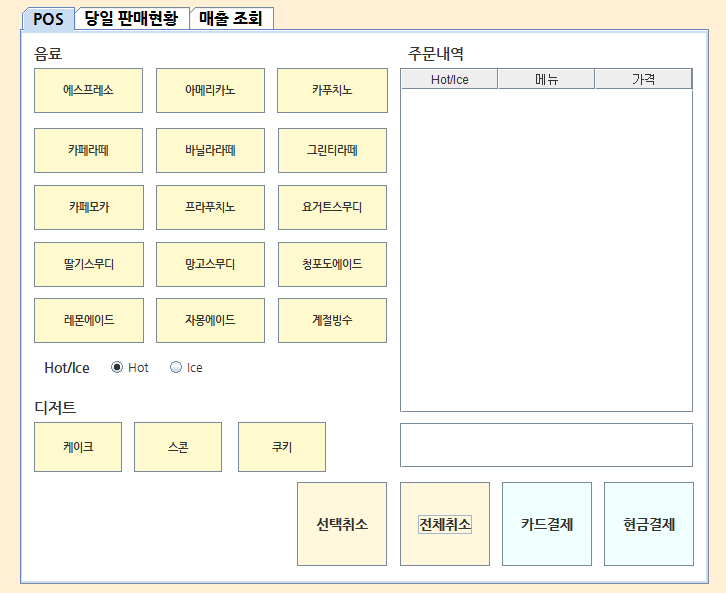 POS 당일 판매현황 매출 조회
음료
에스프레소 아메리카노 카푸치노
카페라떼 바닐라라떼 그린티라떼
카페모카 프라푸치노 요거트스무디
딸기스무디 망고스무디 청포도에이드
레몬에이드 자몽에이드 계절빙수
Hot/Ice Hot Ice
디저트
케이크 스콘 쿠키
주문내역
Hot/Ice 메뉴 가격
선택취소 전체취소 카드결제 현금결제